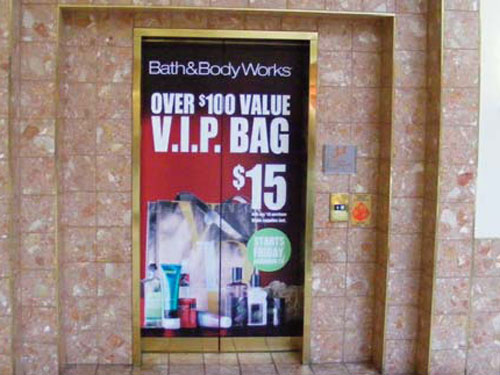 Bath&Body Works
OVER $100 VALUE
V.I.P. BAG
$15
STARTS
FRIDAY